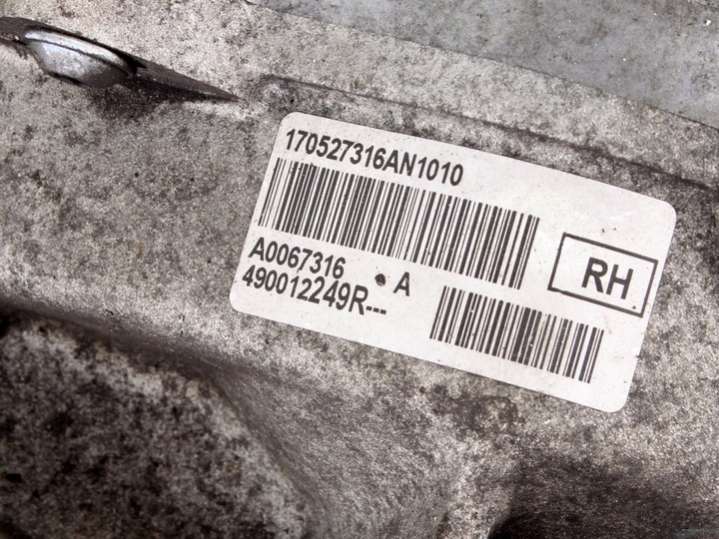 170527316AN1010
A0067316 • A
490012249R---
RH